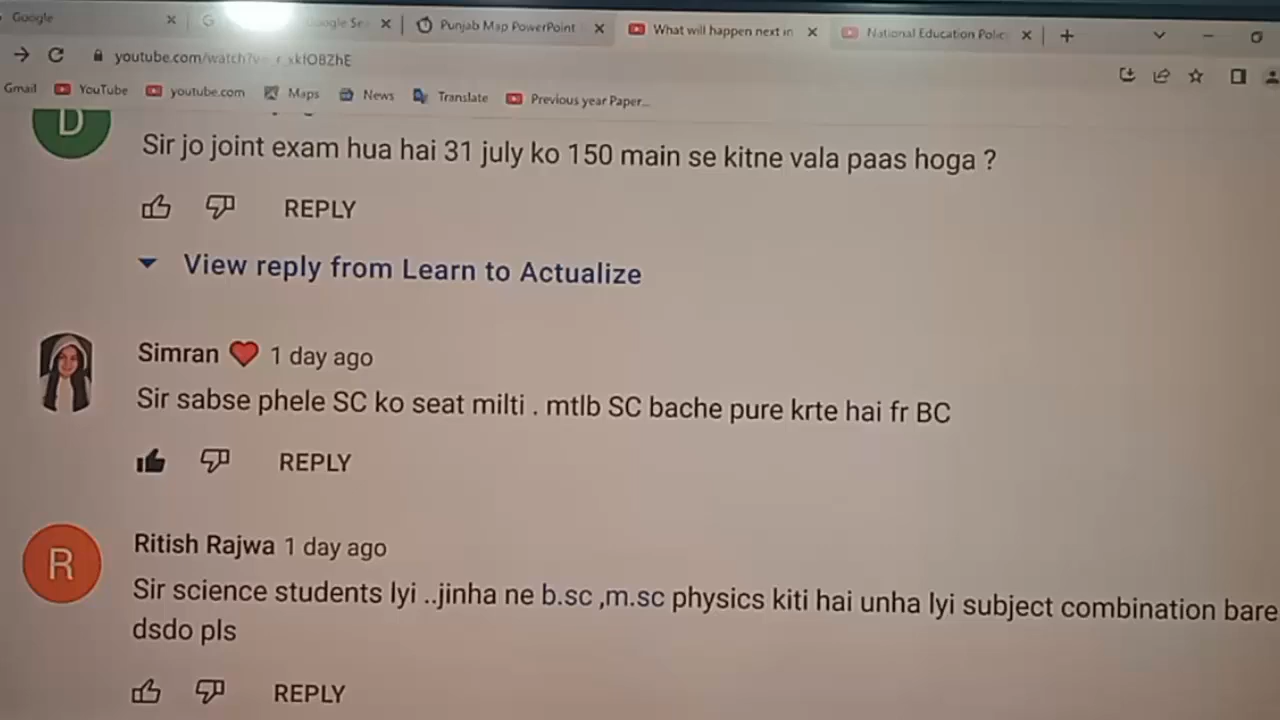 Google
G
Google Se
Punjab Map PowerPoint
What will happen next in
National Education Polic
youtube.com/watch?v
xkfOBZhE
Gmail
YouTube
youtube.com
Maps
News
Translate
Previous year Paper...
D
Sir jo joint exam hua hai 31 july ko 150 main se kitne vala paas hoga ?
REPLY
View reply from Learn to Actualize
Simran ❤ 1 day ago
Sir sabse phele SC ko seat milti . mtlb SC bache pure krte hai fr BC
REPLY
R
Ritish Rajwa 1 day ago
Sir science students lyi ..jinha ne b.sc ,m.sc physics kiti hai unha lyi subject combination bare
dsdo pls
REPLY